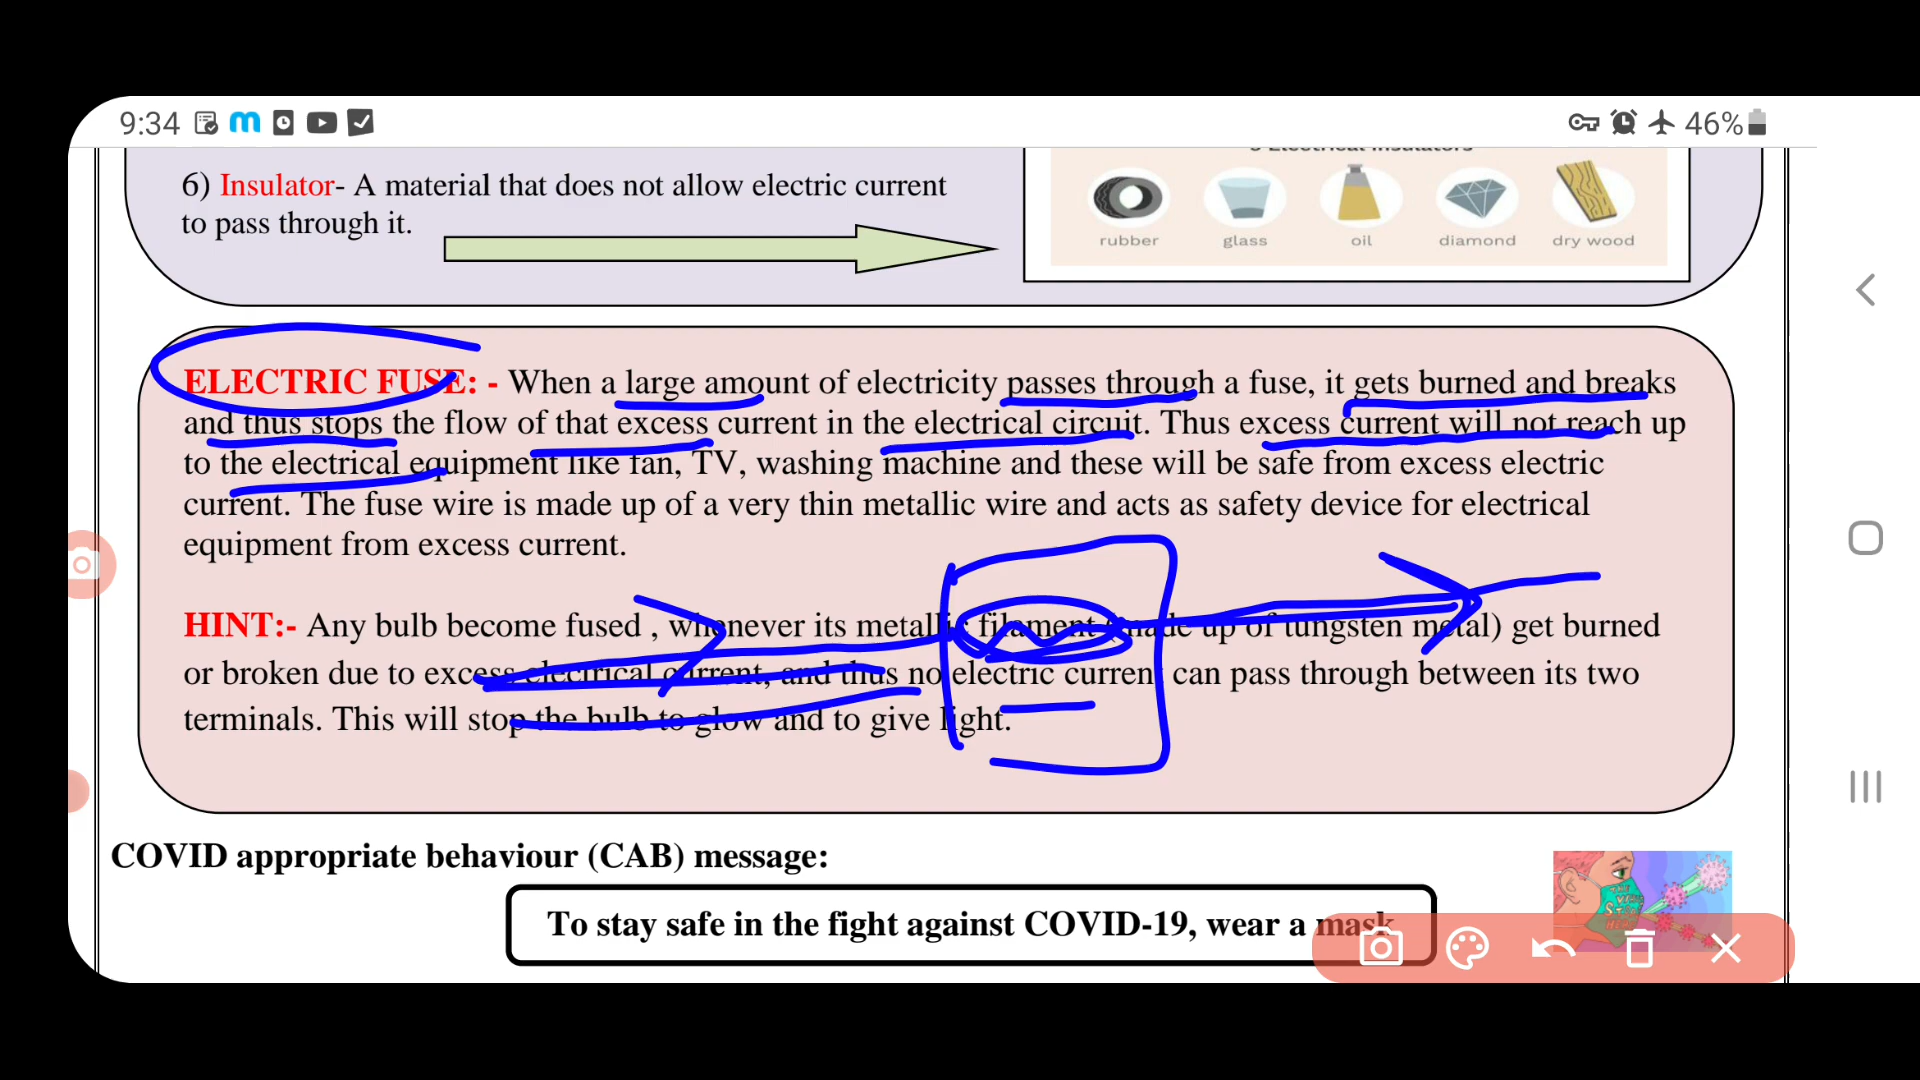 9:34
46%
5 Electrical Insulators
6) Insulator- A material that does not allow electric current
to pass through it.
rubber glass oil diamond dry wood
ELECTRIC FUSE: - When a large amount of electricity passes through a fuse, it gets burned and breaks
and thus stops the flow of that excess current in the electrical circuit. Thus excess current will not reach up
to the electrical equipment like fan, TV, washing machine and these will be safe from excess electric
current. The fuse wire is made up of a very thin metallic wire and acts as safety device for electrical
equipment from excess current.
HINT:- Any bulb become fused , whenever its metallic filament (made up of tungsten metal) get burned
or broken due to excess electrical current, and thus no electric current can pass through between its two
terminals. This will stop the bulb to glow and to give light.
COVID appropriate behaviour (CAB) message:
To stay safe in the fight against COVID-19, wear a mask